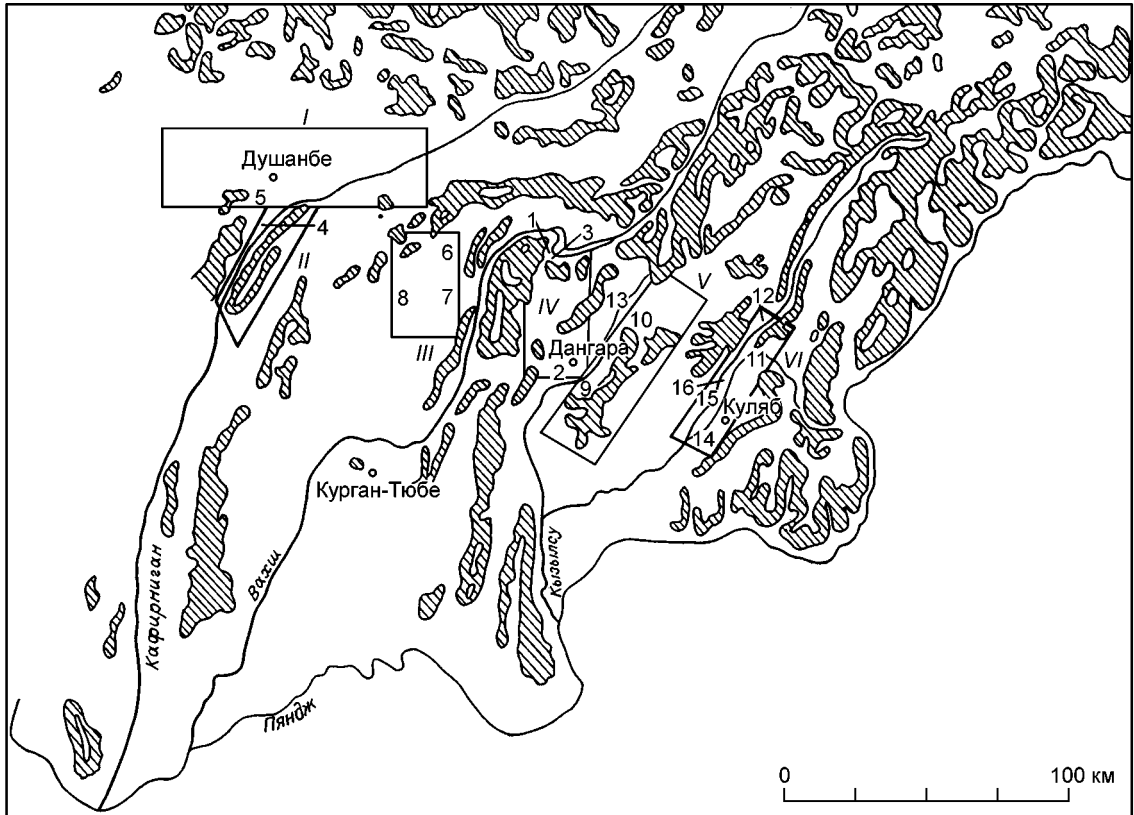 I
Душанбе
5
4
II
1
3
6
8
7
III
IV
13
V
10
12
Дангара
2
9
11
VI
16
15
Куляб
14
Курган-Тюбе
Кафирниган
Вахш
Кызылсу
Пяндж
0
100 км